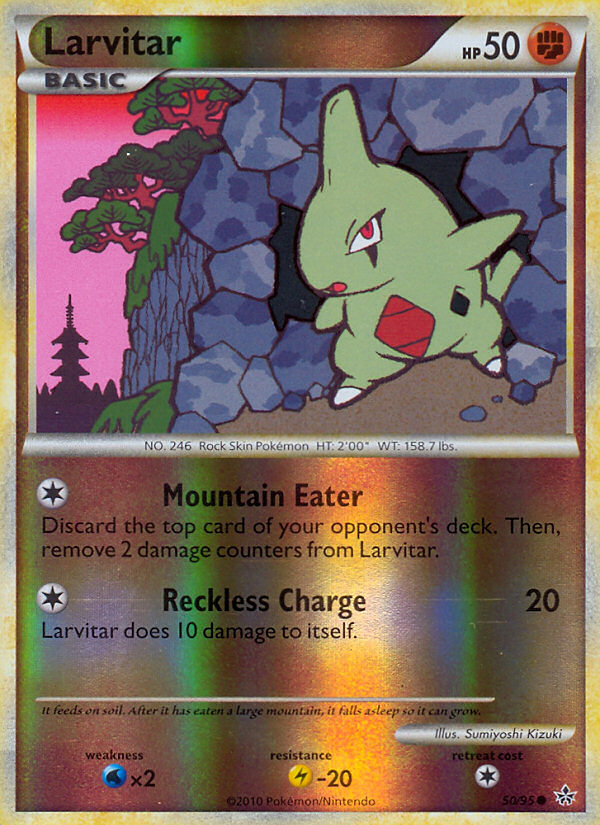 Larvitar
HP 50
BASIC
NO. 246 Rock Skin Pokémon HT: 2'00" WT: 158.7 lbs.
Mountain Eater
Discard the top card of your opponent's deck. Then,
remove 2 damage counters from Larvitar.
Reckless Charge 20
Larvitar does 10 damage to itself.
It feeds on soil. After it has eaten a large mountain, it falls asleep so it can grow.
Illus. Sumiyoshi Kizuki
weakness resistance retreat cost
×2 -20
©2010 Pokémon/Nintendo 50/95